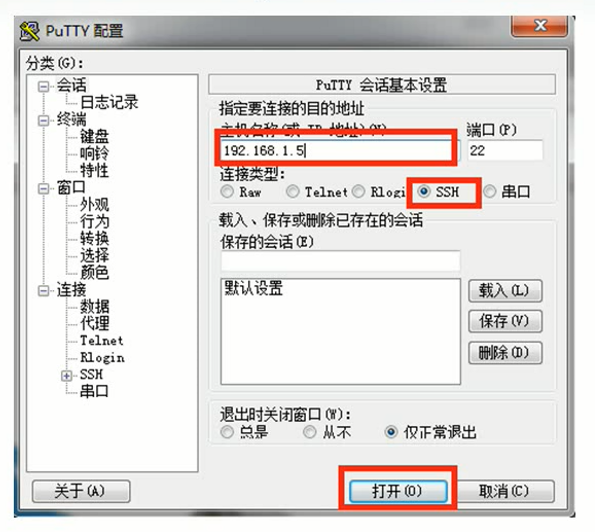 PuTTY 配置
分类(G):
会话
日志记录
终端
键盘
响铃
特性
窗口
外观
行为
转换
选择
颜色
连接
数据
代理
Telnet
Rlogin
SSH
串口
PuTTY 会话基本设置
指定要连接的目的地址
主机名称(或 IP 地址)(N) 端口(P)
192.168.1.5 22
连接类型:
Raw Telnet Rlogi SSH 串口
载入、保存或删除已存在的会话
保存的会话(E)
默认设置
载入(L)
保存(V)
删除(D)
退出时关闭窗口(W):
总是 从不 仅正常退出
关于(A) 打开(O) 取消(C)